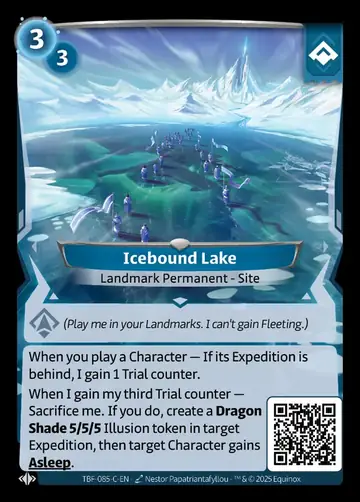 3
3
Icebound Lake
Landmark Permanent - Site
(Play me in your Landmarks. I can't gain Fleeting.)
When you play a Character — If its Expedition is
behind, I gain 1 Trial counter.
When I gain my third Trial counter —
Sacrifice me. If you do, create a Dragon
Shade 5/5/5 Illusion token in target
Expedition, then target Character gains
Asleep.
TBF-085-C-EN
Nestor Papatriantafyllou - ™ & © 2025 Equinox